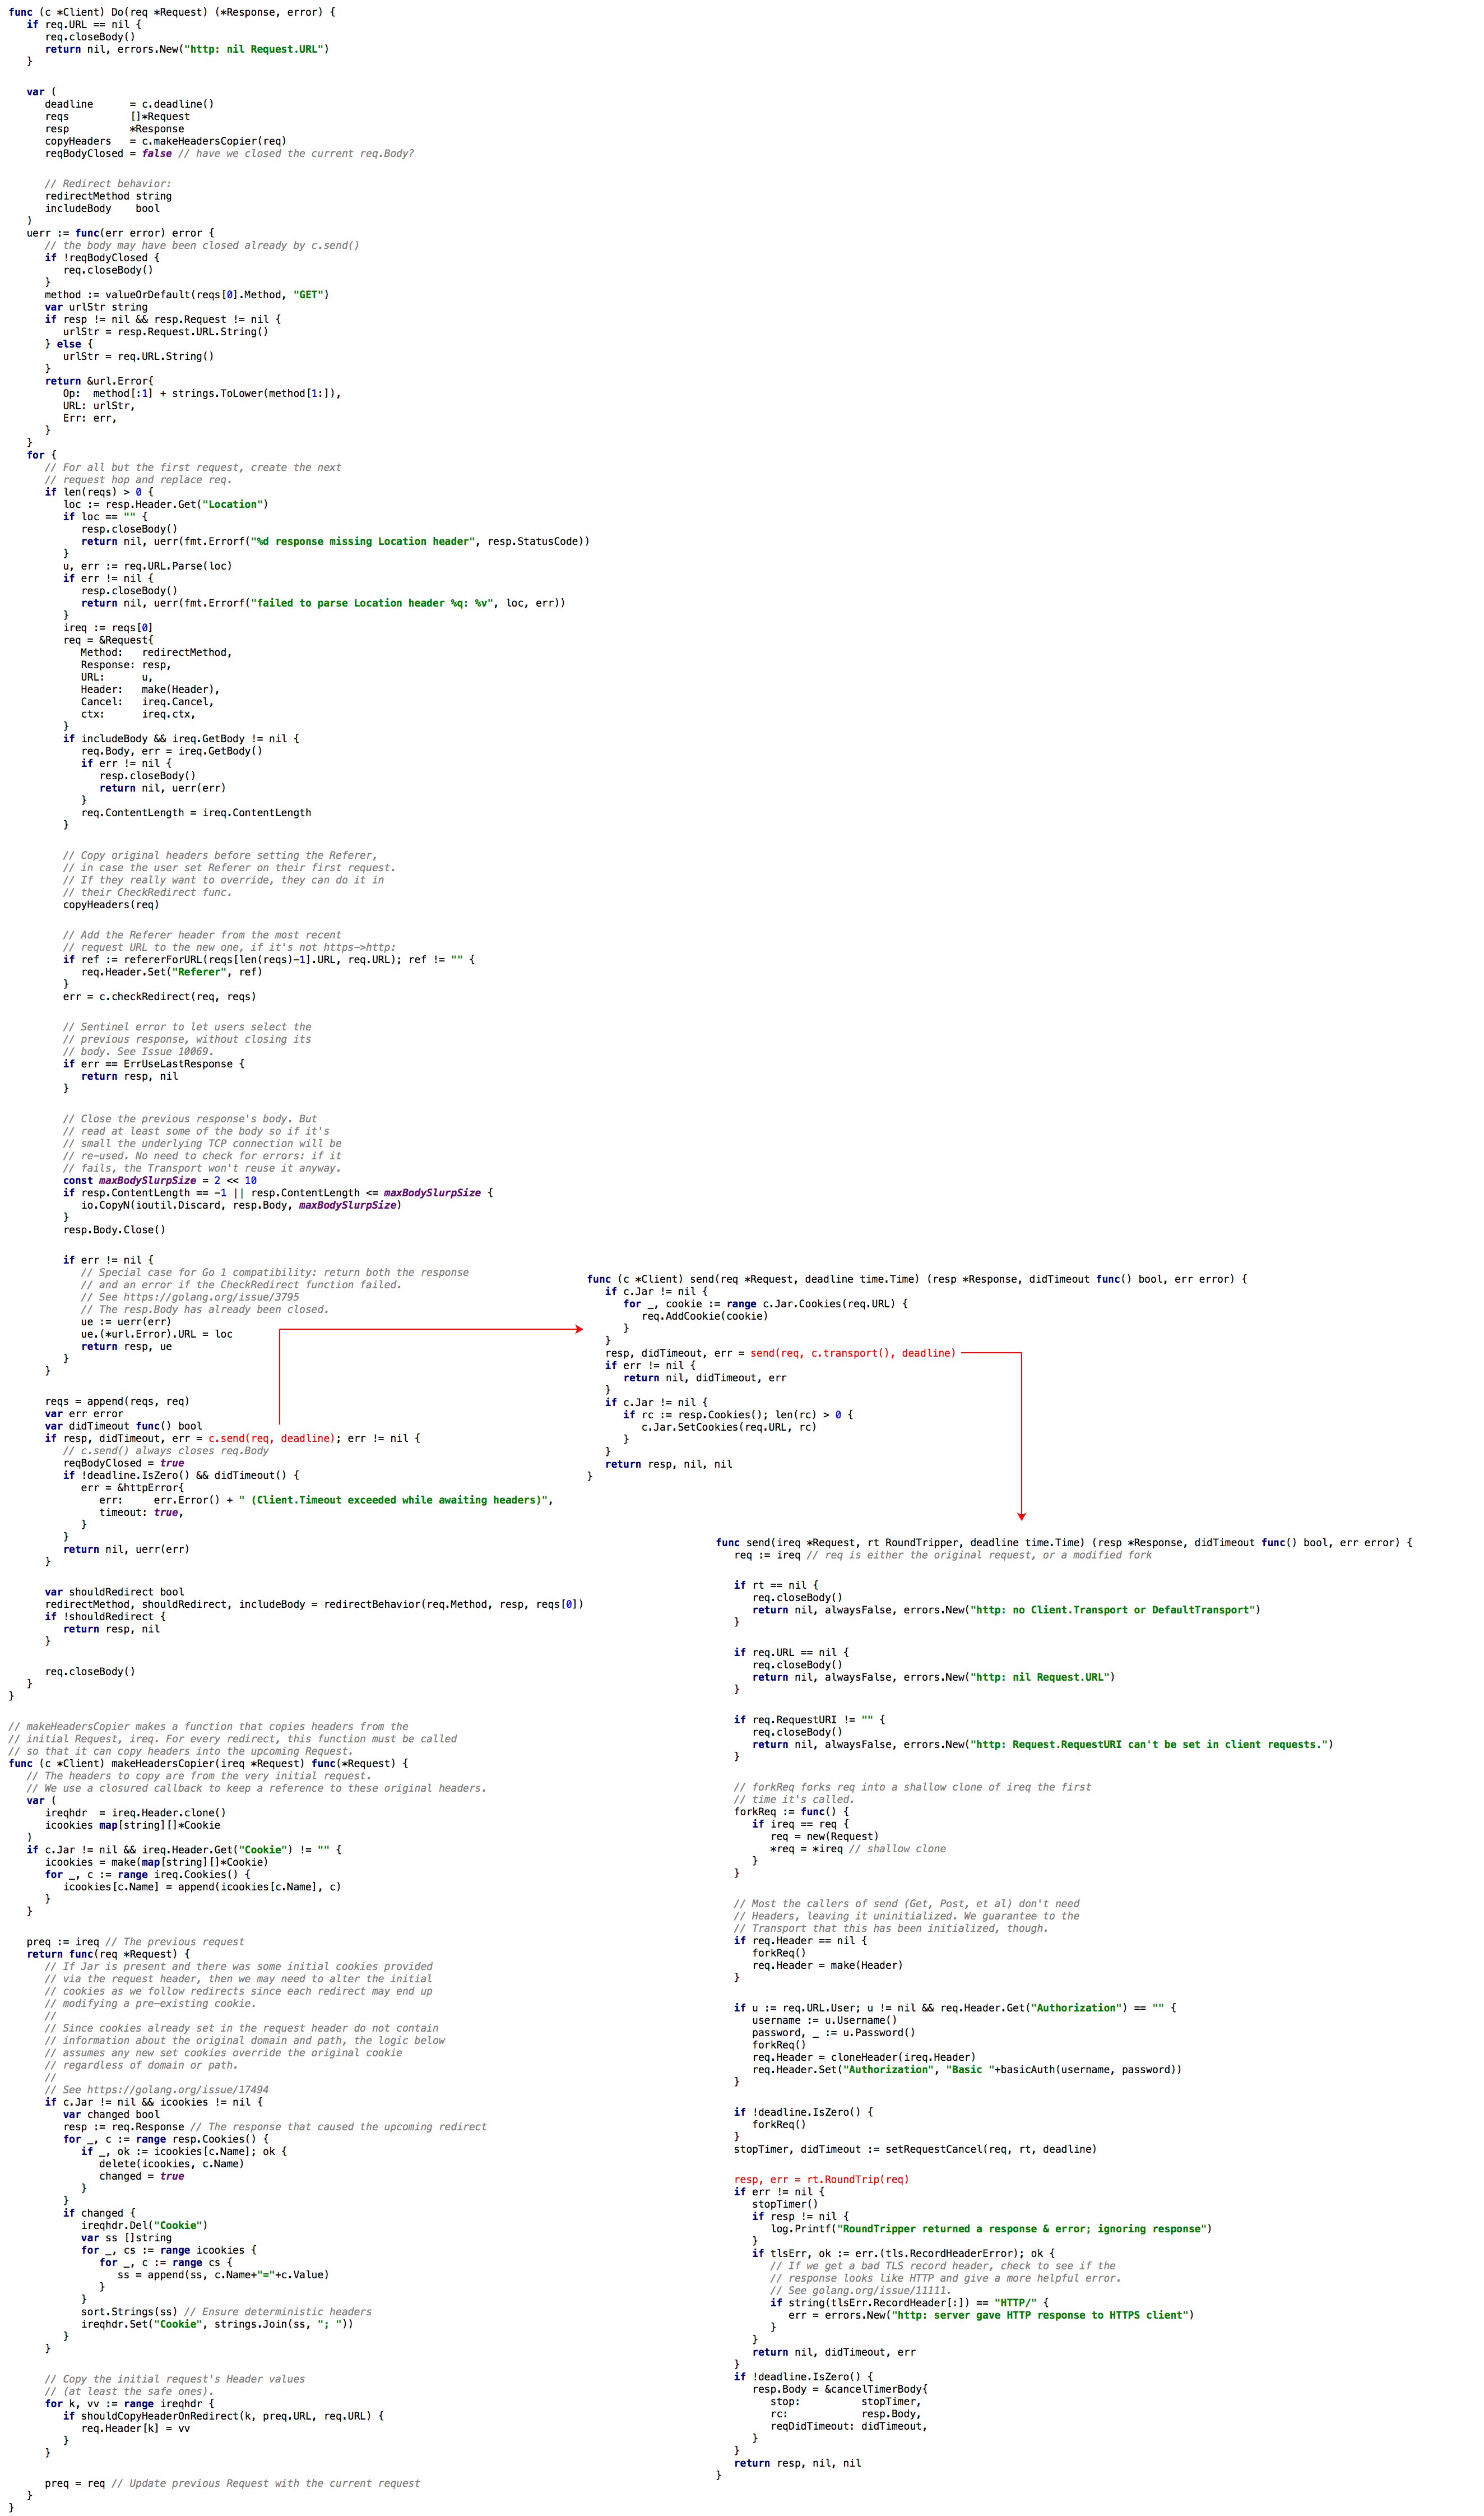 func (c *Client) Do(req *Request) (*Response, error) {
   if req.URL == nil {
      req.closeBody()
      return nil, errors.New("http: nil Request.URL")
   }

   var (
      deadline      = c.deadline()
      reqs          []*Request
      resp          *Response
      copyHeaders   = c.makeHeadersCopier(req)
      reqBodyClosed = false // have we closed the current req.Body?

      // Redirect behavior:
      redirectMethod string
      includeBody    bool
   )
   uerr := func(err error) error {
      // the body may have been closed already by c.send()
      if !reqBodyClosed {
         req.closeBody()
      }
      method := valueOrDefault(reqs[0].Method, "GET")
      var urlStr string
      if resp != nil && resp.Request != nil {
         urlStr = resp.Request.URL.String()
      } else {
         urlStr = req.URL.String()
      }
      return &url.Error{
         Op:  method[:1] + strings.ToLower(method[1:]),
         URL: urlStr,
         Err: err,
      }
   }
   for {
      // For all but the first request, create the next
      // request hop and replace req.
      if len(reqs) > 0 {
         loc := resp.Header.Get("Location")
         if loc == "" {
            resp.closeBody()
            return nil, uerr(fmt.Errorf("%d response missing Location header", resp.StatusCode))
         }
         u, err := req.URL.Parse(loc)
         if err != nil {
            resp.closeBody()
            return nil, uerr(fmt.Errorf("failed to parse Location header %q: %v", loc, err))
         }
         ireq := reqs[0]
         req = &Request{
            Method:   redirectMethod,
            Response: resp,
            URL:      u,
            Header:   make(Header),
            Cancel:   ireq.Cancel,
            ctx:      ireq.ctx,
         }
         if includeBody && ireq.GetBody != nil {
            req.Body, err = ireq.GetBody()
            if err != nil {
               resp.closeBody()
               return nil, uerr(err)
            }
            req.ContentLength = ireq.ContentLength
         }

         // Copy original headers before setting the Referer,
         // in case the user set Referer on their first request.
         // If they really want to override, they can do it in
         // their CheckRedirect func.
         copyHeaders(req)

         // Add the Referer header from the most recent
         // request URL to the new one, if it's not https->http:
         if ref := refererForURL(reqs[len(reqs)-1].URL, req.URL); ref != "" {
            req.Header.Set("Referer", ref)
         }
         err = c.checkRedirect(req, reqs)

         // Sentinel error to let users select the
         // previous response, without closing its
         // body. See Issue 10069.
         if err == ErrUseLastResponse {
            return resp, nil
         }

         // Close the previous response's body. But
         // read at least some of the body so if it's
         // small the underlying TCP connection will be
         // re-used. No need to check for errors: if it
         // fails, the Transport won't reuse it anyway.
         const maxBodySlurpSize = 2 << 10
         if resp.ContentLength == -1 || resp.ContentLength <= maxBodySlurpSize {
            io.CopyN(ioutil.Discard, resp.Body, maxBodySlurpSize)
         }
         resp.Body.Close()

         if err != nil {
            // Special case for Go 1 compatibility: return both the response
            // and an error if the CheckRedirect function failed.
            // See https://golang.org/issue/3795
            // The resp.Body has already been closed.
            ue := uerr(err)
            ue.(*url.Error).URL = loc
            return resp, ue
         }
      }

      reqs = append(reqs, req)
      var err error
      var didTimeout func() bool
      if resp, didTimeout, err = c.send(req, deadline); err != nil {
         // c.send() always closes req.Body
         reqBodyClosed = true
         if !deadline.IsZero() && didTimeout() {
            err = &httpError{
               err:     err.Error() + " (Client.Timeout exceeded while awaiting headers)",
               timeout: true,
            }
         }
         return nil, uerr(err)
      }

      var shouldRedirect bool
      redirectMethod, shouldRedirect, includeBody = redirectBehavior(req.Method, resp, reqs[0])
      if !shouldRedirect {
         return resp, nil
      }

      req.closeBody()
   }
}

// makeHeadersCopier makes a function that copies headers from the
// initial Request, ireq. For every redirect, this function must be called
// so that it can copy headers into the upcoming Request.
func (c *Client) makeHeadersCopier(ireq *Request) func(*Request) {
   // The headers to copy are from the very initial request.
   // We use a closured callback to keep a reference to these original headers.
   var (
      ireqhdr  = ireq.Header.clone()
      icookies map[string][]*Cookie
   )
   if c.Jar != nil && ireq.Header.Get("Cookie") != "" {
      icookies = make(map[string][]*Cookie)
      for _, c := range ireq.Cookies() {
         icookies[c.Name] = append(icookies[c.Name], c)
      }
   }

   preq := ireq // The previous request
   return func(req *Request) {
      // If Jar is present and there was some initial cookies provided
      // via the request header, then we may need to alter the initial
      // cookies as we follow redirects since each redirect may end up
      // modifying a pre-existing cookie.
      //
      // Since cookies already set in the request header do not contain
      // information about the original domain and path, the logic below
      // assumes any new set cookies override the original cookie
      // regardless of domain or path.
      //
      // See https://golang.org/issue/17494
      if c.Jar != nil && icookies != nil {
         var changed bool
         resp := req.Response // The response that caused the upcoming redirect
         for _, c := range resp.Cookies() {
            if _, ok := icookies[c.Name]; ok {
               delete(icookies, c.Name)
               changed = true
            }
         }
         if changed {
            ireqhdr.Del("Cookie")
            var ss []string
            for _, cs := range icookies {
               for _, c := range cs {
                  ss = append(ss, c.Name+"="+c.Value)
               }
            }
            sort.Strings(ss) // Ensure deterministic headers
            ireqhdr.Set("Cookie", strings.Join(ss, "; "))
         }
      }

      // Copy the initial request's Header values
      // (at least the safe ones).
      for k, vv := range ireqhdr {
         if shouldCopyHeaderOnRedirect(k, preq.URL, req.URL) {
            req.Header[k] = vv
         }
      }

      preq = req // Update previous Request with the current request
   }
}

func (c *Client) send(req *Request, deadline time.Time) (resp *Response, didTimeout func() bool, err error) {
   if c.Jar != nil {
      for _, cookie := range c.Jar.Cookies(req.URL) {
         req.AddCookie(cookie)
      }
   }
   resp, didTimeout, err = send(req, c.transport(), deadline)
   if err != nil {
      return nil, didTimeout, err
   }
   if c.Jar != nil {
      if rc := resp.Cookies(); len(rc) > 0 {
         c.Jar.SetCookies(req.URL, rc)
      }
   }
   return resp, nil, nil
}

func send(ireq *Request, rt RoundTripper, deadline time.Time) (resp *Response, didTimeout func() bool, err error) {
   req := ireq // req is either the original request, or a modified fork

   if rt == nil {
      req.closeBody()
      return nil, alwaysFalse, errors.New("http: no Client.Transport or DefaultTransport")
   }

   if req.URL == nil {
      req.closeBody()
      return nil, alwaysFalse, errors.New("http: nil Request.URL")
   }

   if req.RequestURI != "" {
      req.closeBody()
      return nil, alwaysFalse, errors.New("http: Request.RequestURI can't be set in client requests.")
   }

   // forkReq forks req into a shallow clone of ireq the first
   // time it's called.
   forkReq := func() {
      if ireq == req {
         req = new(Request)
         *req = *ireq // shallow clone
      }
   }

   // Most the callers of send (Get, Post, et al) don't need
   // Headers, leaving it uninitialized. We guarantee to the
   // Transport that this has been initialized, though.
   if req.Header == nil {
      forkReq()
      req.Header = make(Header)
   }

   if u := req.URL.User; u != nil && req.Header.Get("Authorization") == "" {
      username := u.Username()
      password, _ := u.Password()
      forkReq()
      req.Header = cloneHeader(ireq.Header)
      req.Header.Set("Authorization", "Basic "+basicAuth(username, password))
   }

   if !deadline.IsZero() {
      forkReq()
   }
   stopTimer, didTimeout := setRequestCancel(req, rt, deadline)

   resp, err = rt.RoundTrip(req)
   if err != nil {
      stopTimer()
      if resp != nil {
         log.Printf("RoundTripper returned a response & error; ignoring response")
      }
      if tlsErr, ok := err.(tls.RecordHeaderError); ok {
         // If we get a bad TLS record header, check to see if the
         // response looks like HTTP and give a more helpful error.
         // See golang.org/issue/11111.
         if string(tlsErr.RecordHeader[:]) == "HTTP/" {
            err = errors.New("http: server gave HTTP response to HTTPS client")
         }
      }
      return nil, didTimeout, err
   }
   if !deadline.IsZero() {
      resp.Body = &cancelTimerBody{
         stop:          stopTimer,
         rc:            resp.Body,
         reqDidTimeout: didTimeout,
      }
   }
   return resp, nil, nil
}